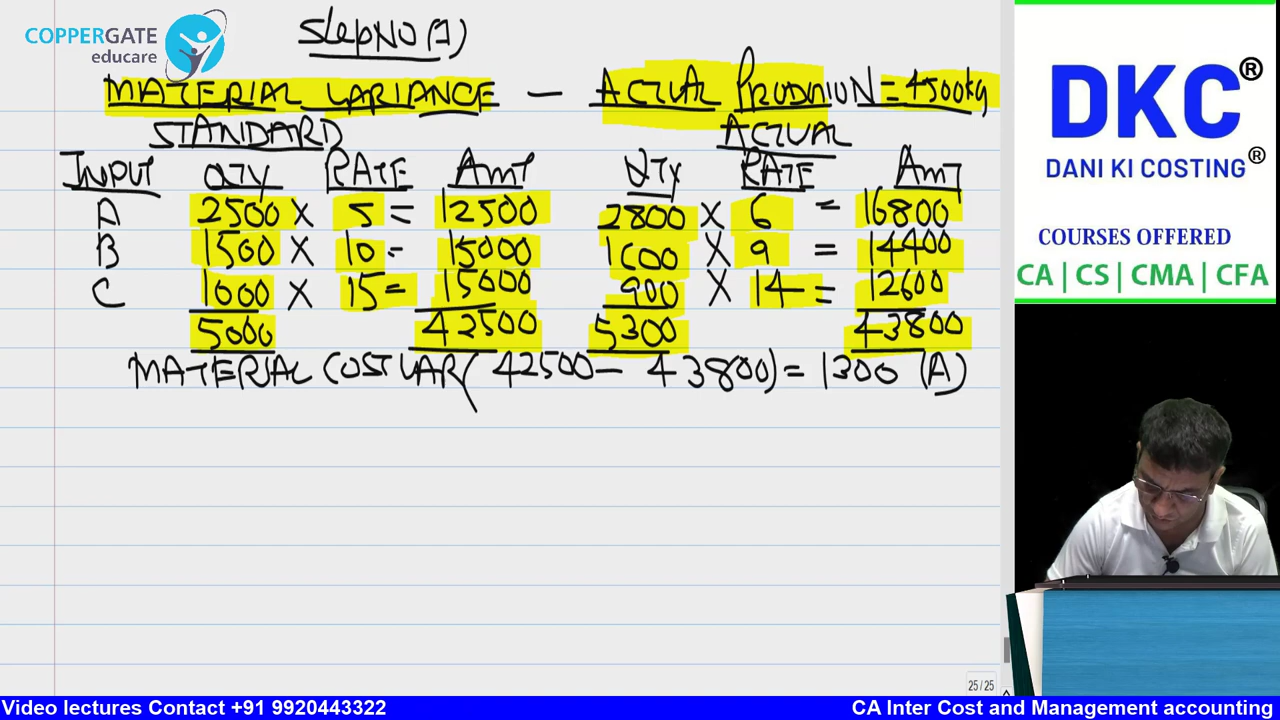 COPPERGATE
educare
Step NO (1)
MATERIAL VARIANCE — ACTUAL PRODUION = 4500kg
STANDARD ACTUAL
INPUT QTY RATE Amt QTY RATE Amt
A 2500 X 5 = 12500 2800 X 6 = 16800
B 1500 X 10 = 15000 1600 X 9 = 14400
C 1000 X 15 = 15000 900 X 14 = 12600
5000 42500 5300 43800
MATERIAL COST VAR ( 42500 – 43800) = 1300 (A)
25/25
DKC®
DANI KI COSTING®
COURSES OFFERED
CA | CS | CMA | CFA
Video lectures Contact +91 9920443322
CA Inter Cost and Management accounting